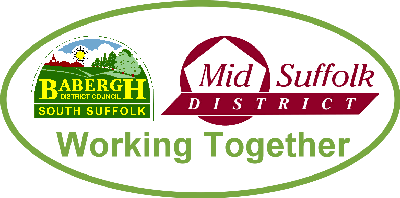 BABERGH
DISTRICT COUNCIL
SOUTH SUFFOLK
Mid Suffolk
DISTRICT
Working Together